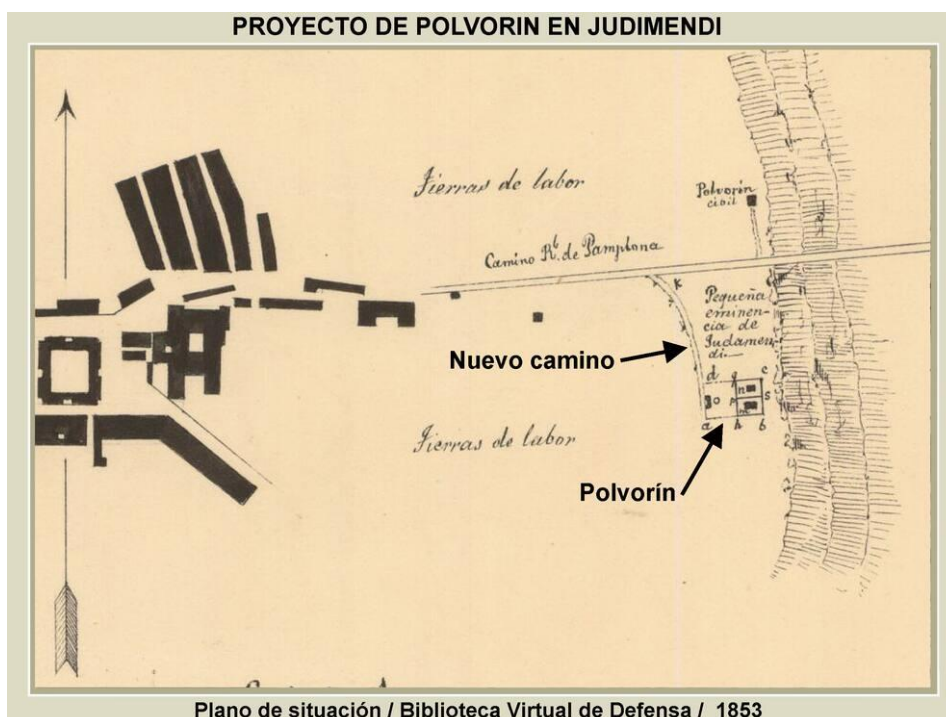 PROYECTO DE POLVORIN EN JUDIMENDI
Tierras de labor
Polvorín
civil
Camino Rl. de Pamplona
k
Pequeña
eminen-
cia de
Judamen-
di
Nuevo camino
d
q
c
n
o
p
s
m
a
h
b
Tierras de labor
Polvorín
Plano de situación / Biblioteca Virtual de Defensa / 1853